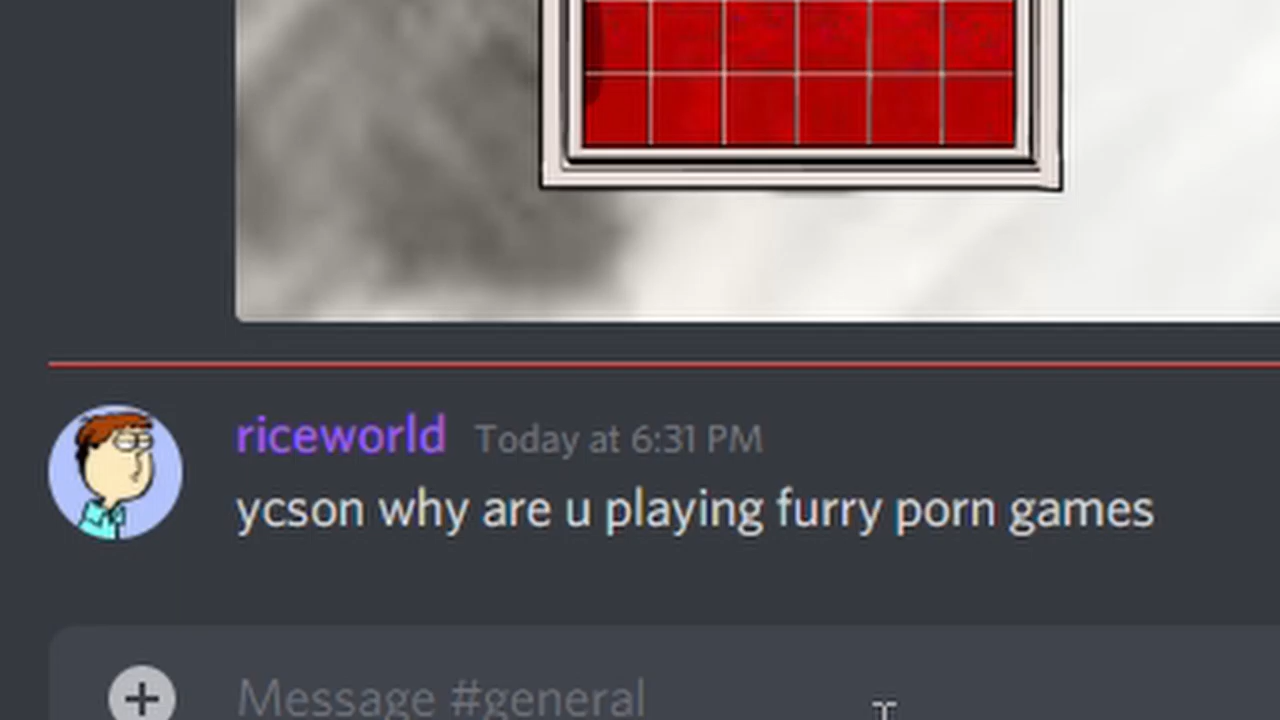 riceworld Today at 6:31 PM
ycson why are u playing furry porn games
Message #general